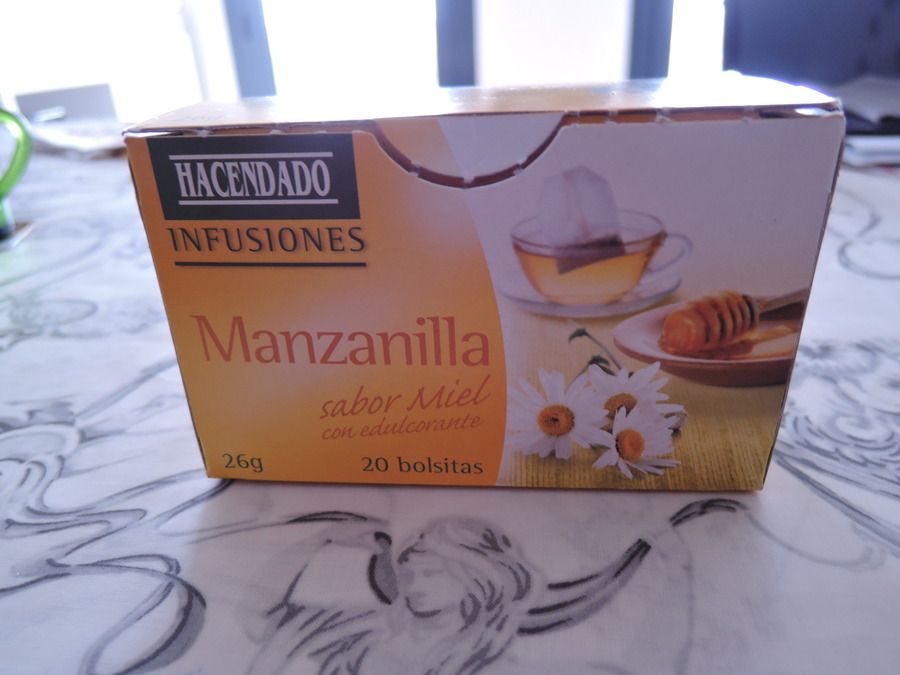 HACENDADO
INFUSIONES
Manzanilla
sabor Miel
con edulcorante
26g
20 bolsitas